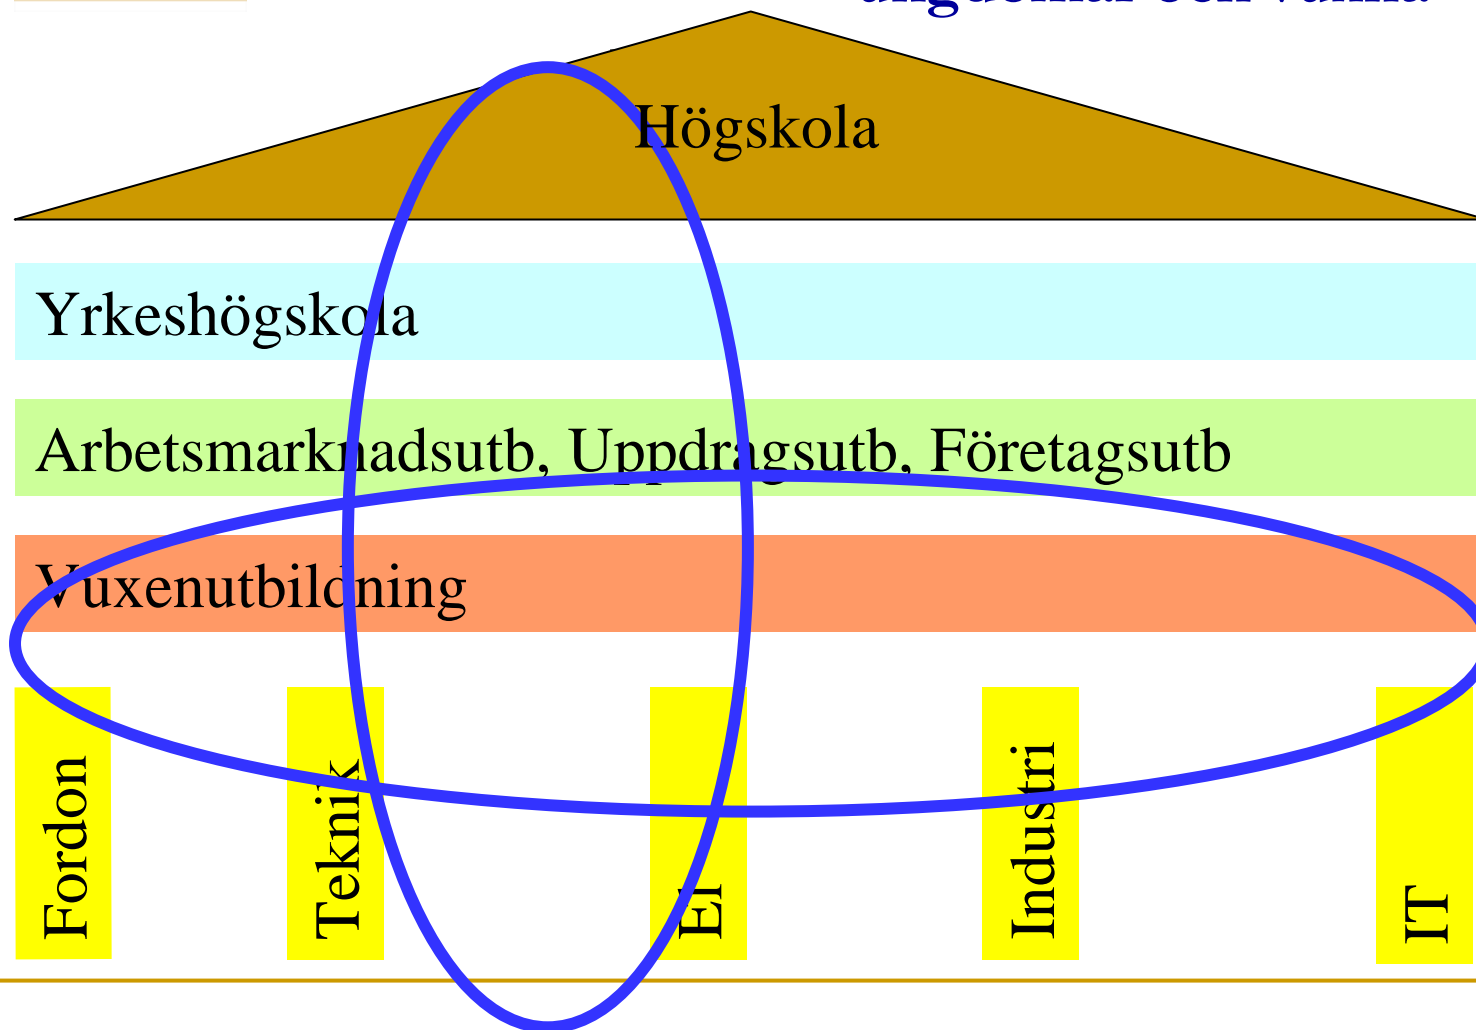 Högskola
Yrkeshögskola
Arbetsmarknadsutb, Uppdragsutb, Företagsutb
Vuxenutbildning
Fordon
Teknik
El
Industri
IT